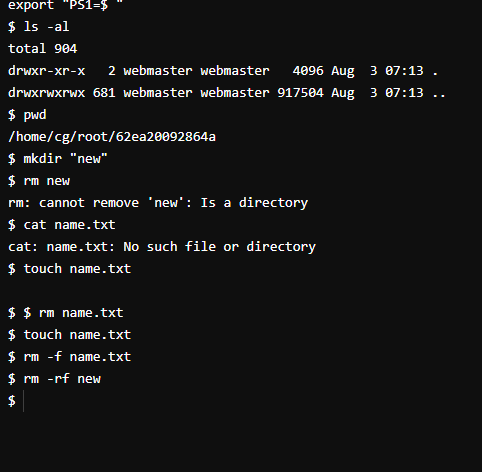 export "PS1=$ "
$ ls -al
total 904
drwxr-xr-x   2 webmaster webmaster   4096 Aug  3 07:13 .
drwxrwxrwx 681 webmaster webmaster 917504 Aug  3 07:13 ..
$ pwd
/home/cg/root/62ea20092864a
$ mkdir "new"
$ rm new
rm: cannot remove 'new': Is a directory
$ cat name.txt
cat: name.txt: No such file or directory
$ touch name.txt
$ $ rm name.txt
$ touch name.txt
$ rm -f name.txt
$ rm -rf new
$